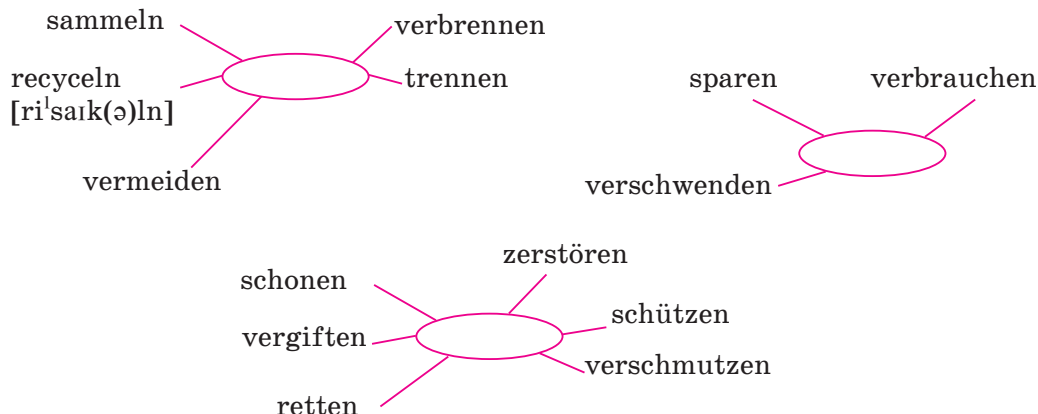 sammeln
verbrennen
recyceln
[riˈsaɪk(ə)ln]
trennen
vermeiden
sparen
verbrauchen
verschwenden
zerstören
schonen
schützen
vergiften
verschmutzen
retten